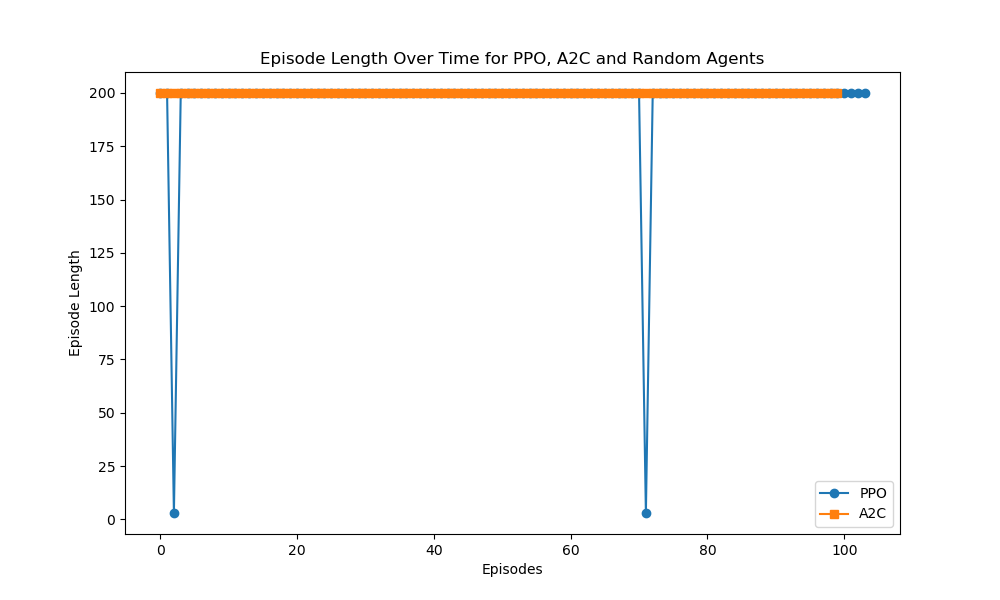 Episode Length Over Time for PPO, A2C and Random Agents
200
175
150
125
100
75
50
25
0
Episode Length
0 20 40 60 80 100
Episodes
PPO
A2C